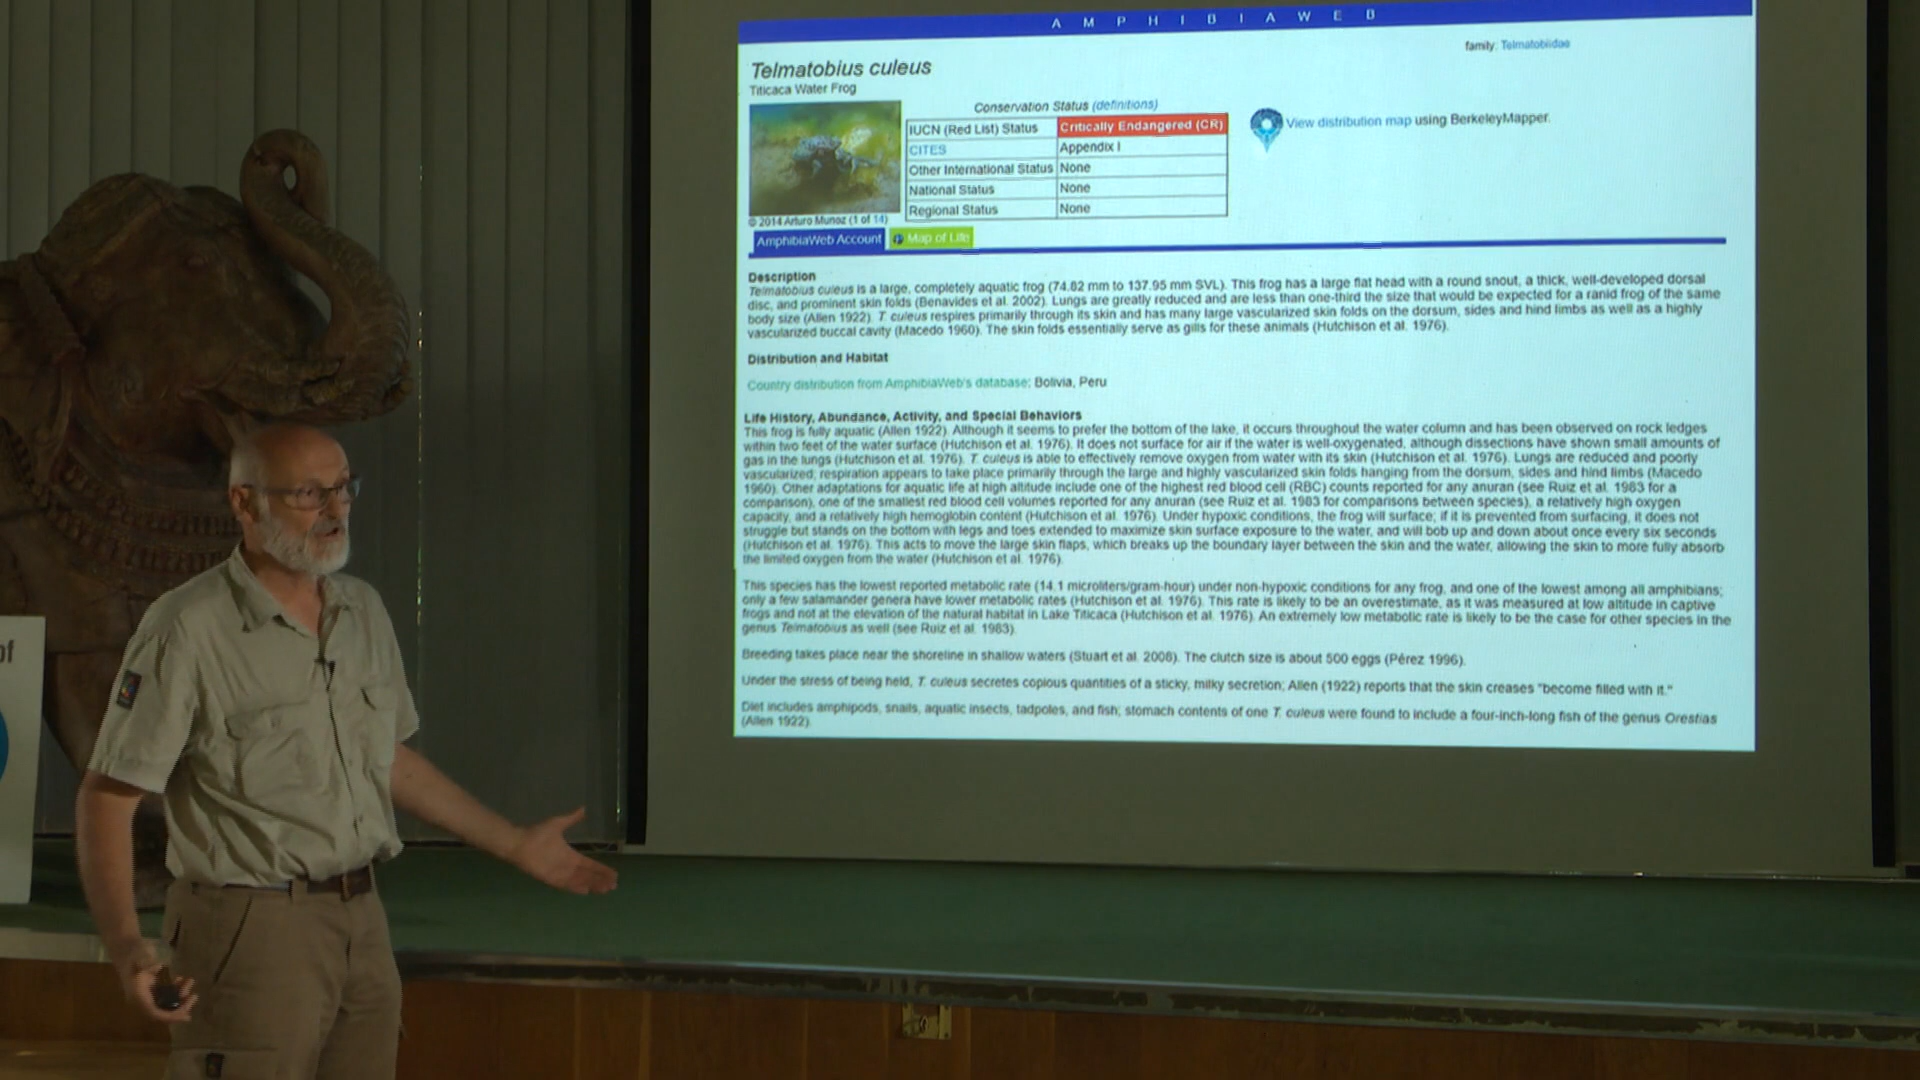 AMPHIBIAWEB
family: Telmatobiidae
Telmatobius culeus
Titicaca Water Frog
Conservation Status (definitions)
IUCN (Red List) Status Critically Endangered (CR)
CITES Appendix I
Other International Status None
National Status None
Regional Status None
View distribution map using BerkeleyMapper.
© 2014 Arturo Munoz (1 of 14)
AmphibiaWeb Account Map of Life
Description
Telmatobius culeus is a large, completely aquatic frog (74.82 mm to 137.95 mm SVL). This frog has a large flat head with a round snout, a thick, well-developed dorsal
disc, and prominent skin folds (Benavides et al. 2002). Lungs are greatly reduced and are less than one-third the size that would be expected for a ranid frog of the same
body size (Allen 1922). T. culeus respires primarily through its skin and has many large vascularized skin folds on the dorsum, sides and hind limbs as well as a highly
vascularized buccal cavity (Macedo 1960). The skin folds essentially serve as gills for these animals (Hutchison et al. 1976).
Distribution and Habitat
Country distribution from AmphibiaWeb's database: Bolivia, Peru
Life History, Abundance, Activity, and Special Behaviors
This frog is fully aquatic (Allen 1922). Although it seems to prefer the bottom of the lake, it occurs throughout the water column and has been observed on rock ledges
within two feet of the water surface (Hutchison et al. 1976). It does not surface for air if the water is well-oxygenated, although dissections have shown small amounts of
gas in the lungs (Hutchison et al. 1976). T. culeus is able to effectively remove oxygen from water with its skin (Hutchison et al. 1976). Lungs are reduced and poorly
vascularized; respiration appears to take place primarily through the large and highly vascularized skin folds hanging from the dorsum, sides and hind limbs (Macedo
1960). Other adaptations for aquatic life at high altitude include one of the highest red blood cell (RBC) counts reported for any anuran (see Ruiz et al. 1983 for a
comparison), one of the smallest red blood cell volumes reported for any anuran (see Ruiz et al. 1983 for comparisons between species), a relatively high oxygen
capacity, and a relatively high hemoglobin content (Hutchison et al. 1976). Under hypoxic conditions, the frog will surface; if it is prevented from surfacing, it does not
struggle but stands on the bottom with legs and toes extended to maximize skin surface exposure to the water, and will bob up and down about once every six seconds
(Hutchison et al. 1976). This acts to move the large skin flaps, which breaks up the boundary layer between the skin and the water, allowing the skin to more fully absorb
the limited oxygen from the water (Hutchison et al. 1976).
This species has the lowest reported metabolic rate (14.1 microliters/gram-hour) under non-hypoxic conditions for any frog, and one of the lowest among all amphibians;
only a few salamander genera have lower metabolic rates (Hutchison et al. 1976). This rate is likely to be an overestimate, as it was measured at low altitude in captive
frogs and not at the elevation of the natural habitat in Lake Titicaca (Hutchison et al. 1976). An extremely low metabolic rate is likely to be the case for other species in the
genus Telmatobius as well (see Ruiz et al. 1983).
Breeding takes place near the shoreline in shallow waters (Stuart et al. 2008). The clutch size is about 500 eggs (Pérez 1996).
Under the stress of being held, T. culeus secretes copious quantities of a sticky, milky secretion; Allen (1922) reports that the skin creases "become filled with it."
Diet includes amphipods, snails, aquatic insects, tadpoles, and fish; stomach contents of one T. culeus were found to include a four-inch-long fish of the genus Orestias
(Allen 1922).
of